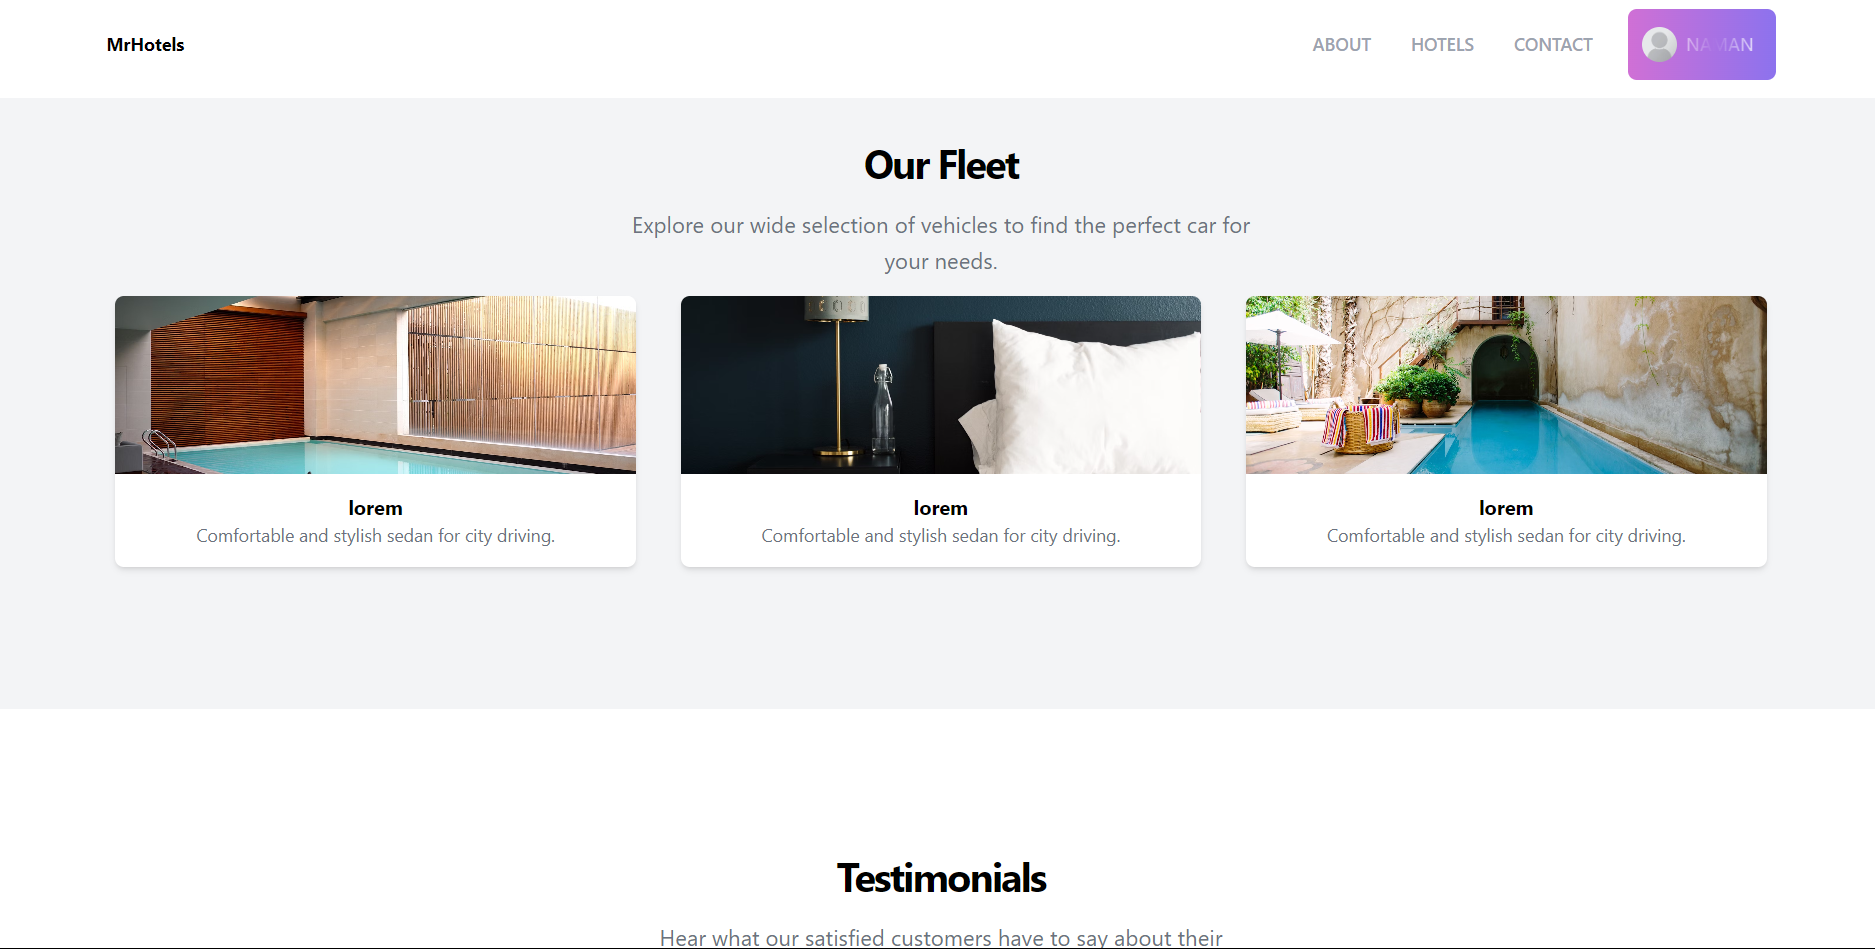 MrHotels
ABOUT HOTELS CONTACT NAMAN
Our Fleet
Explore our wide selection of vehicles to find the perfect car for
your needs.
lorem
Comfortable and stylish sedan for city driving.
lorem
Comfortable and stylish sedan for city driving.
lorem
Comfortable and stylish sedan for city driving.
Testimonials
Hear what our satisfied customers have to say about their